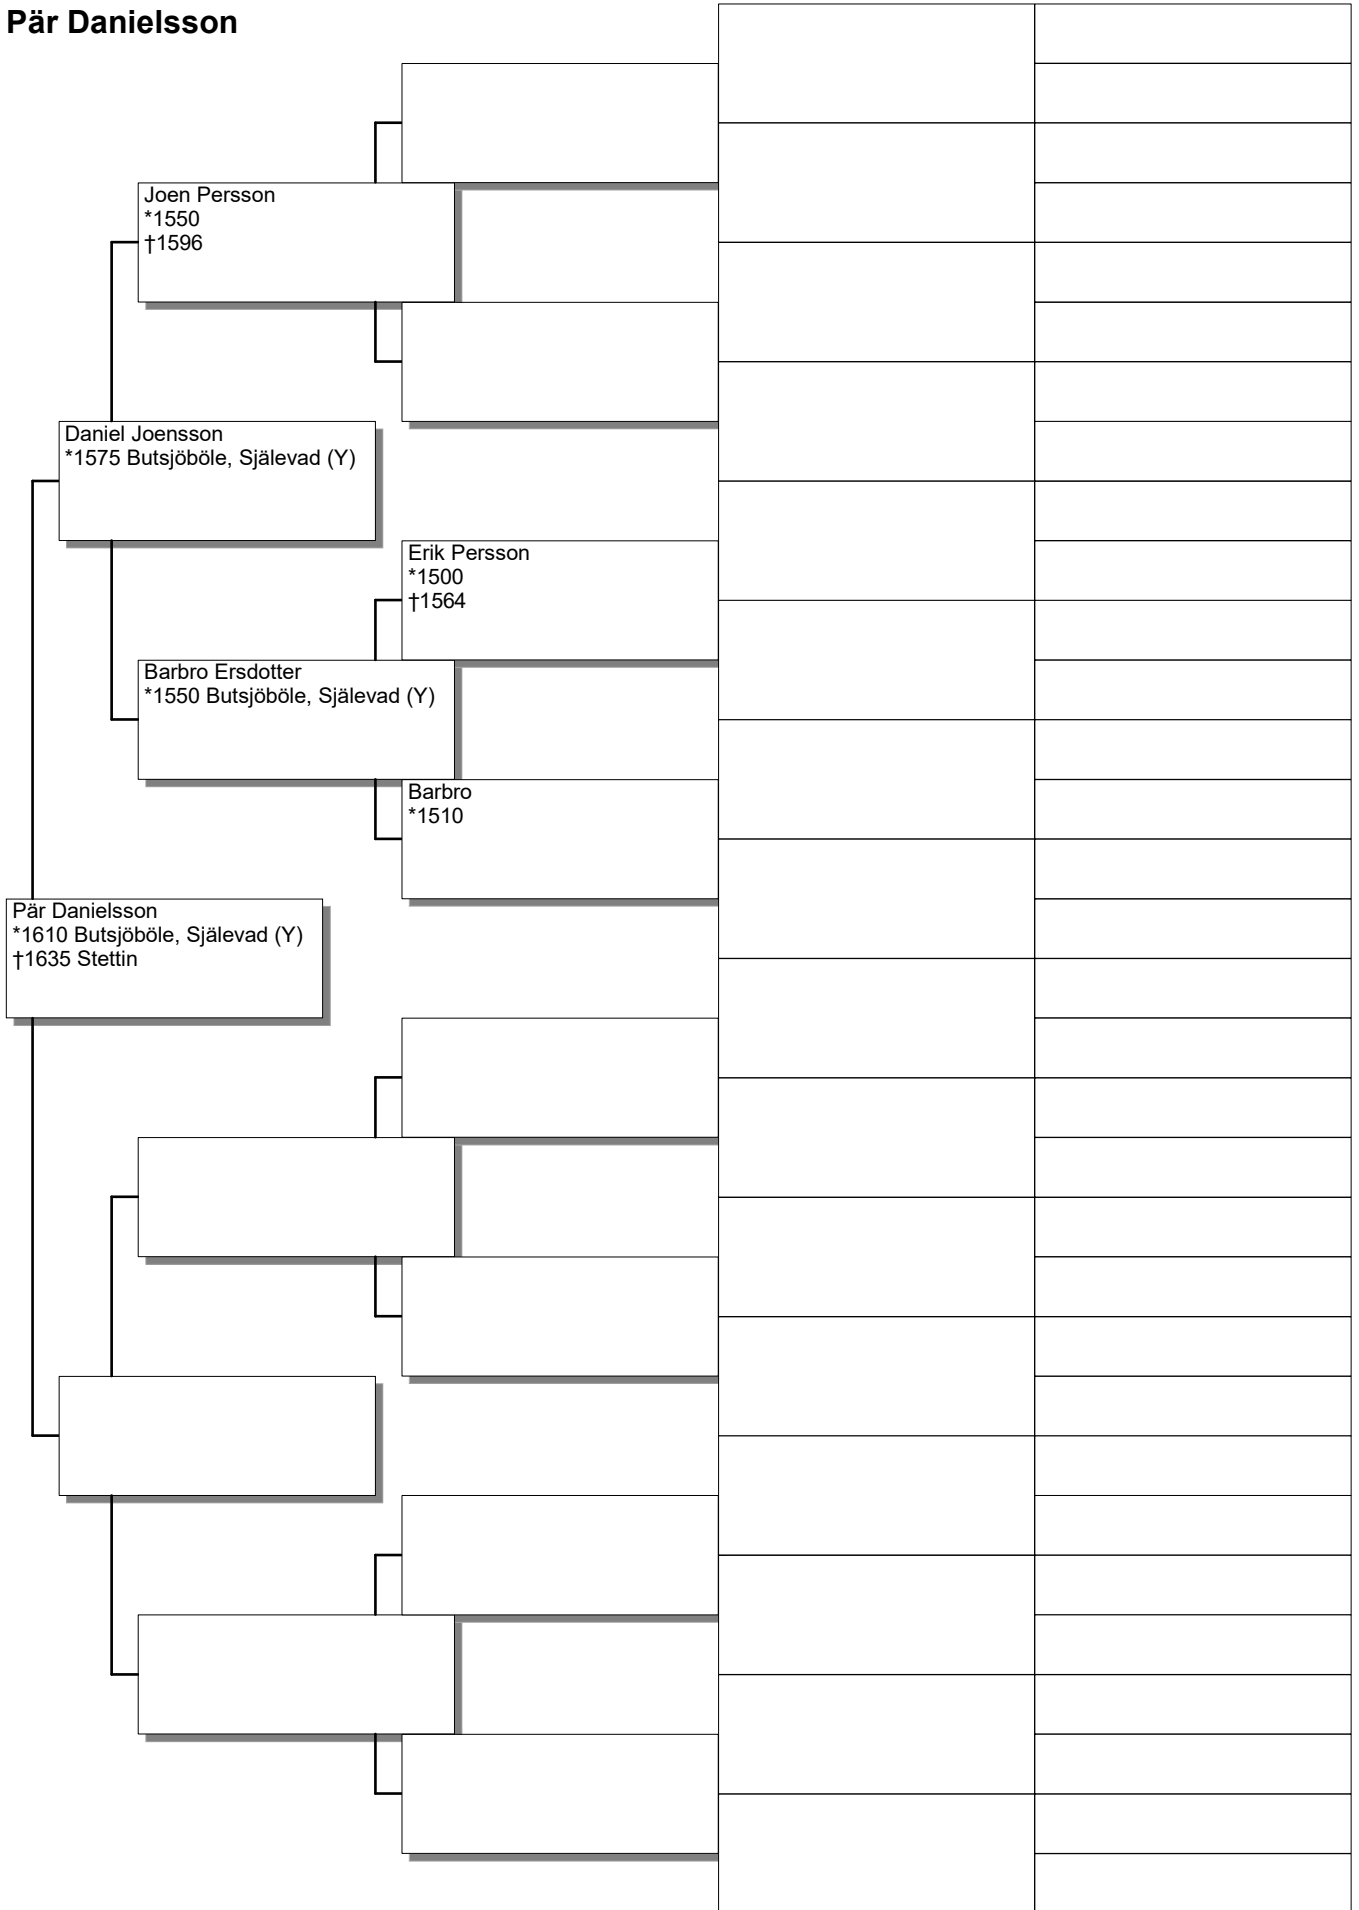 Pär Danielsson
Joen Persson
*1550
†1596
Daniel Joensson
*1575 Butsjöböle, Själevad (Y)
Erik Persson
*1500
†1564
Barbro Ersdotter
*1550 Butsjöböle, Själevad (Y)
Barbro
*1510
Pär Danielsson
*1610 Butsjöböle, Själevad (Y)
†1635 Stettin